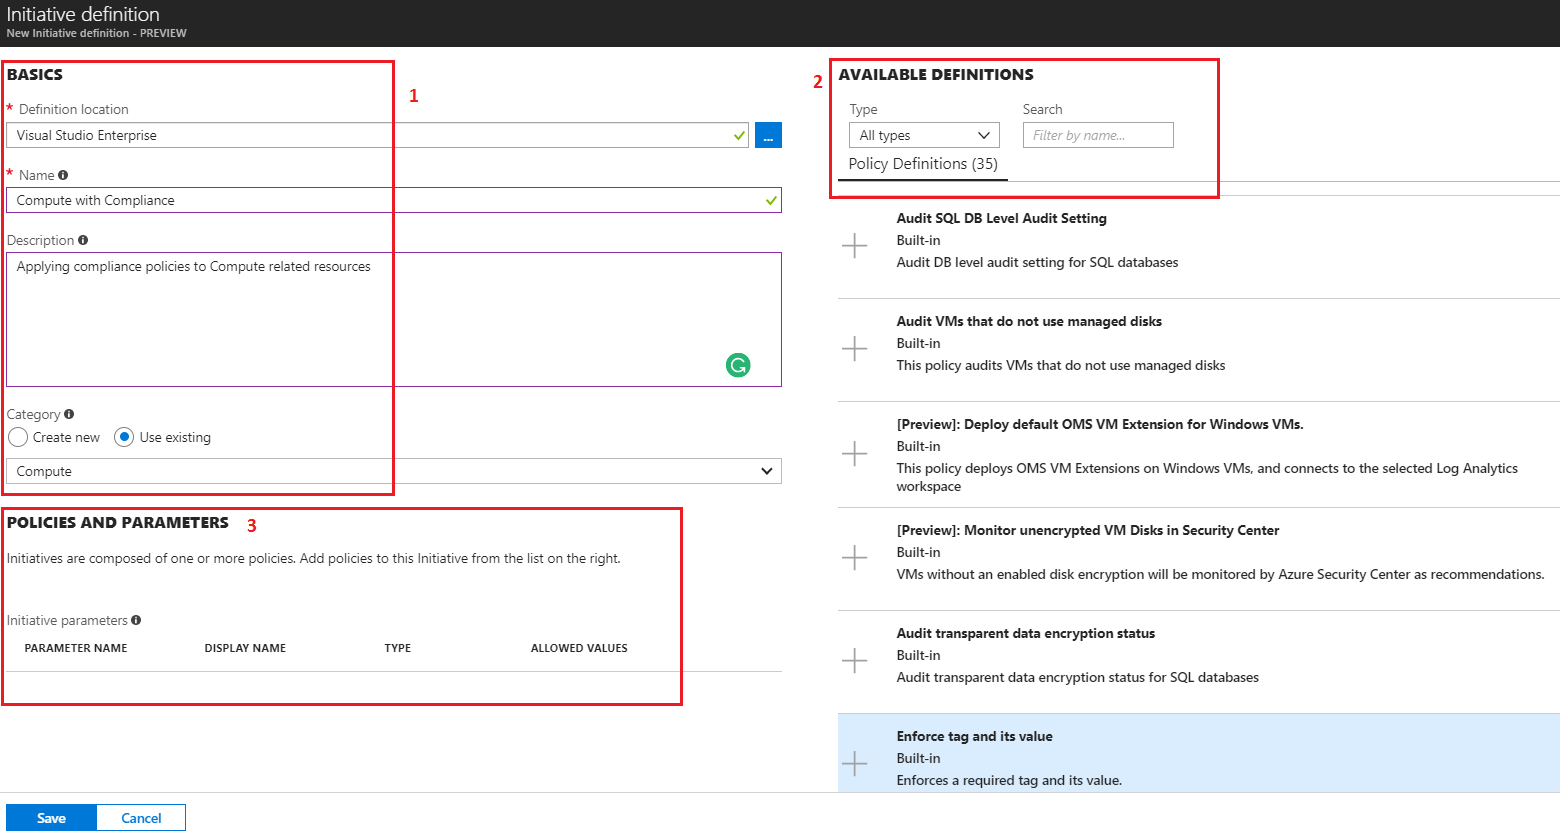 Initiative definition
New Initiative definition - PREVIEW
BASICS
1
* Definition location
Visual Studio Enterprise
...
* Name
Compute with Compliance
Description
Applying compliance policies to Compute related resources
Category
Create new Use existing
Compute
POLICIES AND PARAMETERS 3
Initiatives are composed of one or more policies. Add policies to this Initiative from the list on the right.
Initiative parameters
PARAMETER NAME DISPLAY NAME TYPE ALLOWED VALUES
Save Cancel
2
AVAILABLE DEFINITIONS
Type Search
All types Filter by name...
Policy Definitions (35)
Audit SQL DB Level Audit Setting
Built-in
Audit DB level audit setting for SQL databases
Audit VMs that do not use managed disks
Built-in
This policy audits VMs that do not use managed disks
[Preview]: Deploy default OMS VM Extension for Windows VMs.
Built-in
This policy deploys OMS VM Extensions on Windows VMs, and connects to the selected Log Analytics
workspace
[Preview]: Monitor unencrypted VM Disks in Security Center
Built-in
VMs without an enabled disk encryption will be monitored by Azure Security Center as recommendations.
Audit transparent data encryption status
Built-in
Audit transparent data encryption status for SQL databases
Enforce tag and its value
Built-in
Enforces a required tag and its value.